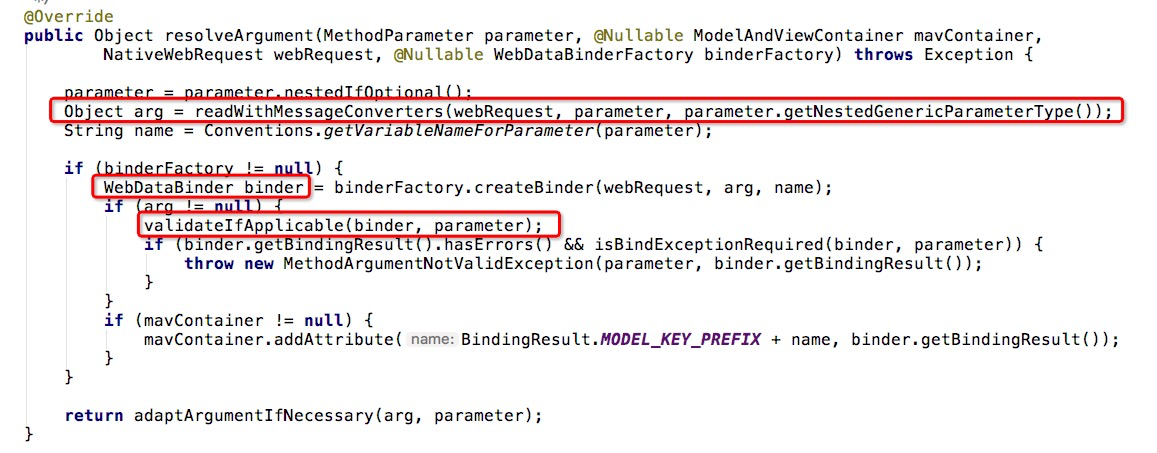 */
@Override
public Object resolveArgument(MethodParameter parameter, @Nullable ModelAndViewContainer mavContainer,
        NativeWebRequest webRequest, @Nullable WebDataBinderFactory binderFactory) throws Exception {

    parameter = parameter.nestedIfOptional();
    Object arg = readWithMessageConverters(webRequest, parameter, parameter.getNestedGenericParameterType());
    String name = Conventions.getVariableNameForParameter(parameter);

    if (binderFactory != null) {
        WebDataBinder binder = binderFactory.createBinder(webRequest, arg, name);
        if (arg != null) {
            validateIfApplicable(binder, parameter);
            if (binder.getBindingResult().hasErrors() && isBindExceptionRequired(binder, parameter)) {
                throw new MethodArgumentNotValidException(parameter, binder.getBindingResult());
            }
        }
        if (mavContainer != null) {
            mavContainer.addAttribute( name: BindingResult.MODEL_KEY_PREFIX + name, binder.getBindingResult());
        }
    }

    return adaptArgumentIfNecessary(arg, parameter);
}